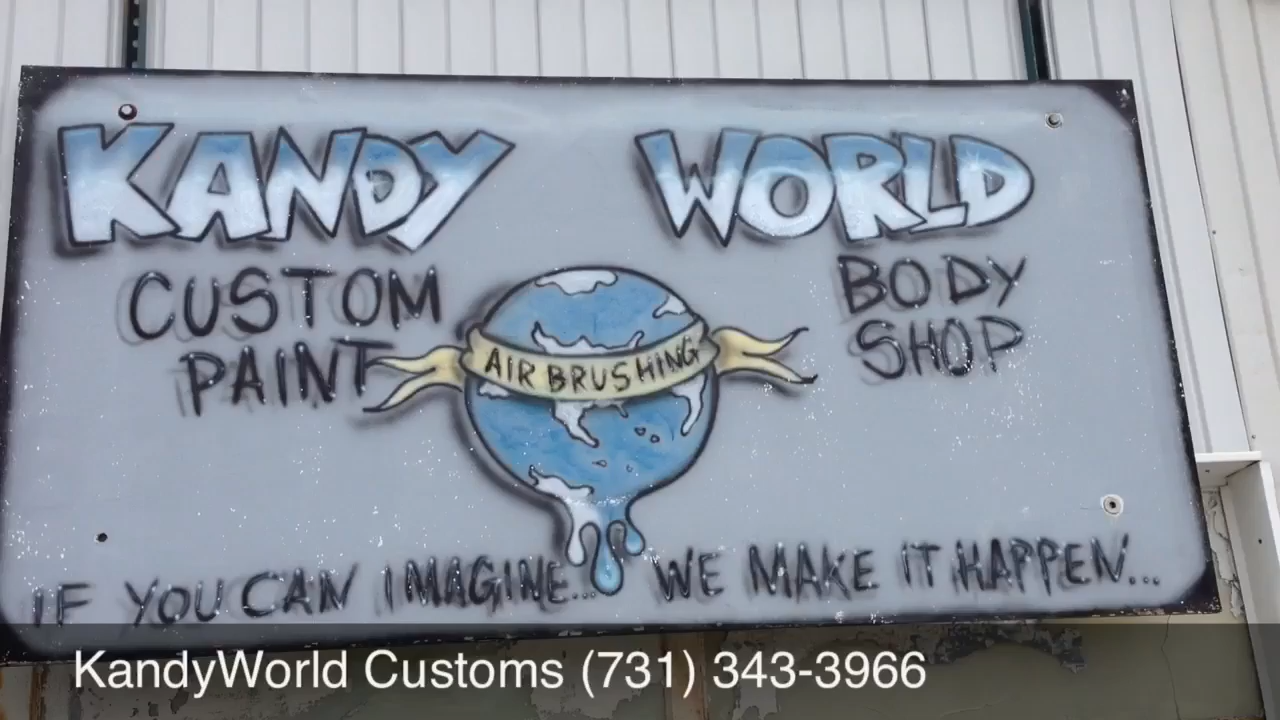 KANDY WORLD
CUSTOM PAINT
BODY SHOP
AIR BRUSHING
IF YOU CAN IMAGINE... WE MAKE IT HAPPEN...
KandyWorld Customs (731) 343-3966